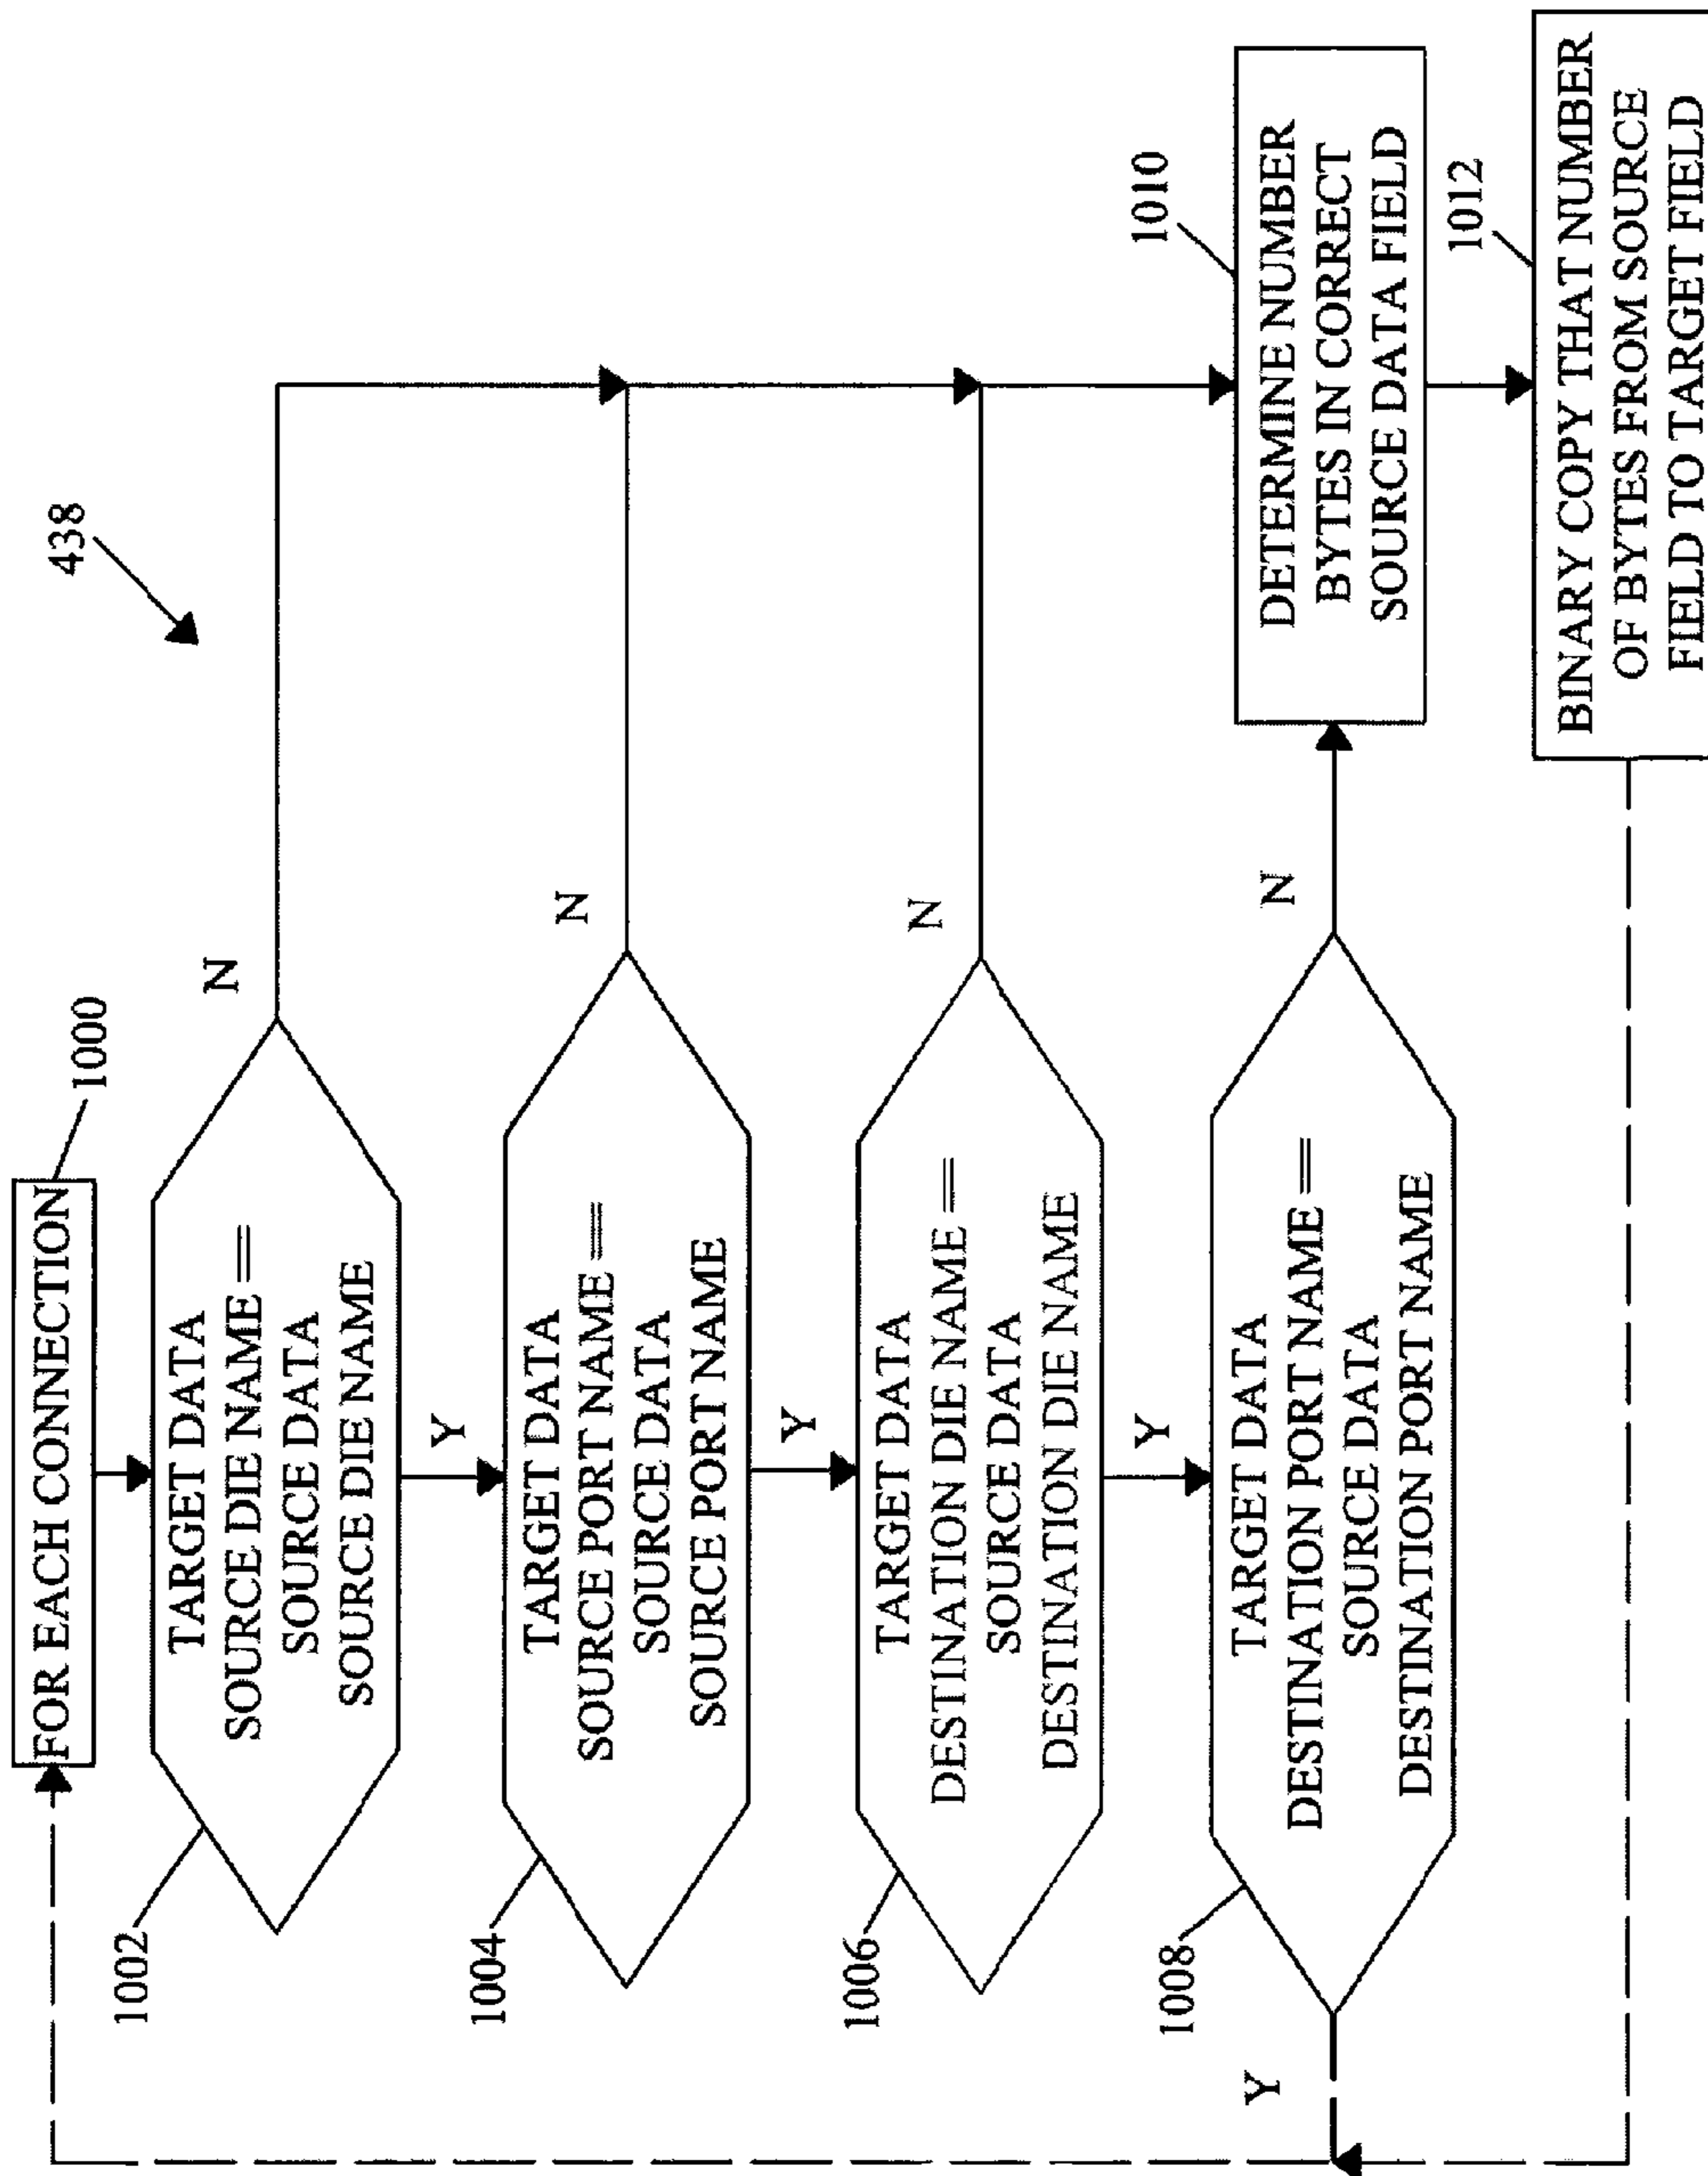 438
FOR EACH CONNECTION
1000
N
1002
TARGET DATA
SOURCE DIE NAME ==
SOURCE DATA
SOURCE DIE NAME
Y
N
1004
TARGET DATA
SOURCE PORT NAME ==
SOURCE DATA
SOURCE PORT NAME
Y
N
1006
TARGET DATA
DESTINATION DIE NAME ==
SOURCE DATA
DESTINATION DIE NAME
Y
1008
TARGET DATA
DESTINATION PORT NAME ==
SOURCE DATA
DESTINATION PORT NAME
Y
N
1010
DETERMINE NUMBER
BYTES IN CORRECT
SOURCE DATA FIELD
1012
BINARY COPY THAT NUMBER
OF BYTES FROM SOURCE
FIELD TO TARGET FIELD